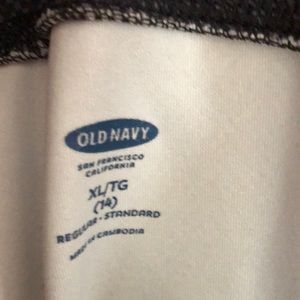 OLD NAVY
SAN FRANCISCO
CALIFORNIA
XL/TG
(14)
REGULAR • STANDARD
MADE IN CAMBODIA